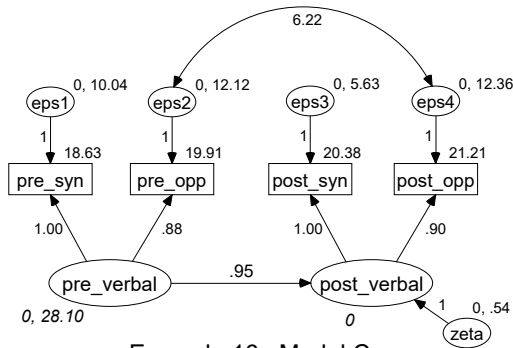 6.22
0, 10.04
0, 12.12
0, 5.63
0, 12.36
eps1
eps2
eps3
eps4
1
1
1
1
18.63
19.91
20.38
21.21
pre_syn
pre_opp
post_syn
post_opp
1.00
.88
1.00
.90
pre_verbal
.95
post_verbal
0, 28.10
0
1
0, .54
zeta